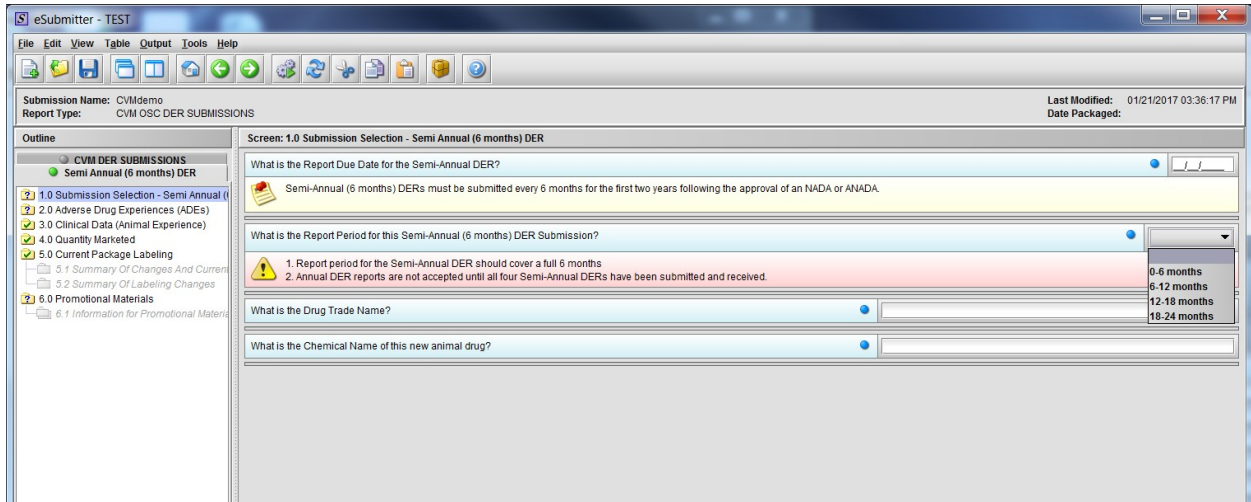 eSubmitter - TEST
File Edit View Table Output Tools Help
Submission Name: CVMdemo
Last Modified: 01/21/2017 03:36:17 PM
Report Type: CVM OSC DER SUBMISSIONS
Date Packaged:
Outline
Screen: 1.0 Submission Selection - Semi Annual (6 months) DER
CVM DER SUBMISSIONS
Semi Annual (6 months) DER
1.0 Submission Selection - Semi Annual (
2.0 Adverse Drug Experiences (ADEs)
3.0 Clinical Data (Animal Experience)
4.0 Quantity Marketed
5.0 Current Package Labeling
5.1 Summary Of Changes And Curren
5.2 Summary Of Labeling Changes
6.0 Promotional Materials
6.1 Information for Promotional Materia
What is the Report Due Date for the Semi-Annual DER?
_/_/____
Semi-Annual (6 months) DERs must be submitted every 6 months for the first two years following the approval of an NADA or ANADA.
What is the Report Period for this Semi-Annual (6 months) DER Submission?
1. Report period for the Semi-Annual DER should cover a full 6 months
2. Annual DER reports are not accepted until all four Semi-Annual DERs have been submitted and received.
0-6 months
6-12 months
12-18 months
18-24 months
What is the Drug Trade Name?
What is the Chemical Name of this new animal drug?